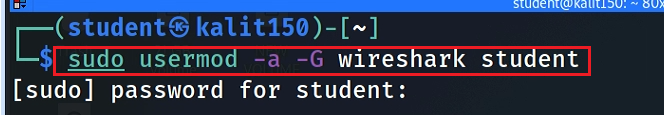 student@kalit150: ~ 80x
(student㉿kalit150)-[~]
$ sudo usermod -a -G wireshark student
[sudo] password for student: